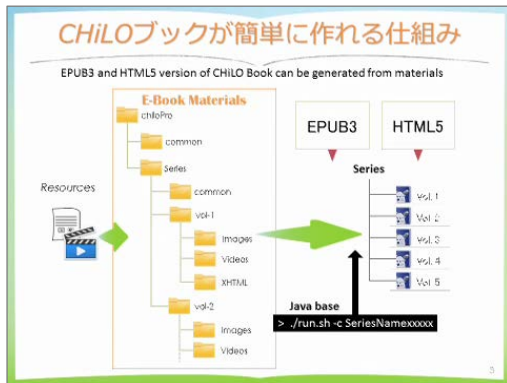 CHiLOブックが簡単に作れる仕組み
EPUB3 and HTML5 version of CHiLO Book can be generated from materials
E-Book Materials
chiloPro
common
Series
common
vol-1
Images
Videos
XHTML
vol-2
Images
Videos
Resources
EPUB3
HTML5
Series
Vol. 1
Vol. 2
Vol. 3
Vol. 4
Vol. 5
Java base
> ./run.sh -c SeriesNamexxxxx
3